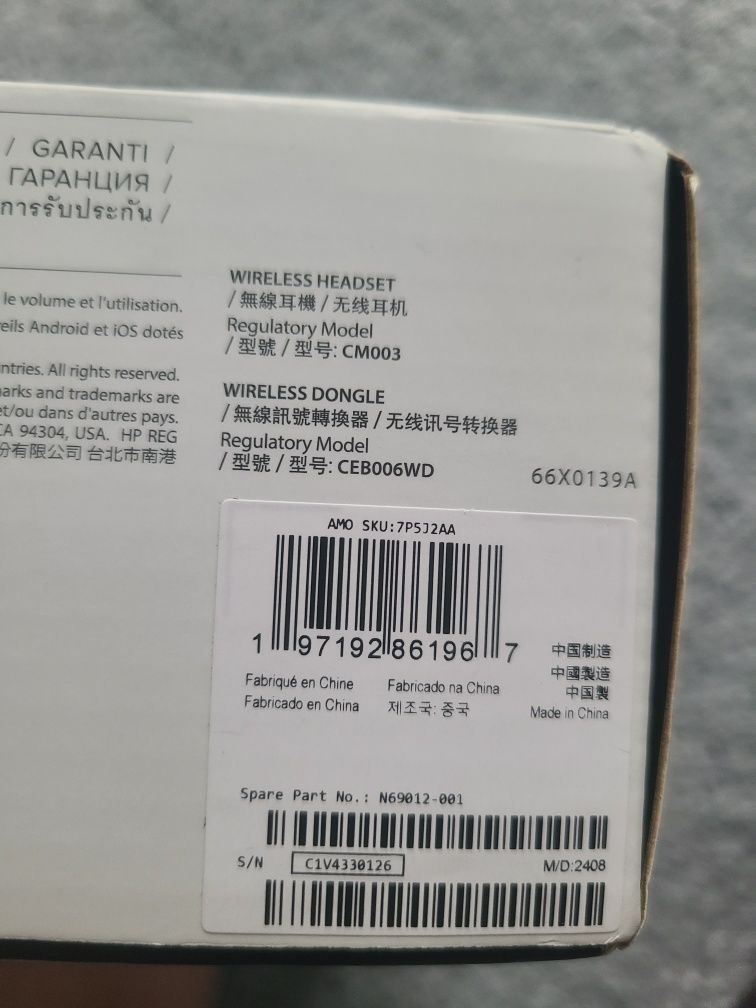 / GARANTI /
ГАРАНЦИЯ /
การรับประกัน /
le volume et l'utilisation.
eils Android et iOS dotés
ntries. All rights reserved.
arks and trademarks are
et/ou dans d'autres pays.
CA 94304, USA. HP REG
份有限公司 台北市南港
WIRELESS HEADSET
/ 無線耳機 / 无线耳机
Regulatory Model
/ 型號 / 型号: CM003
WIRELESS DONGLE
/ 無線訊號轉換器 / 无线讯号转换器
Regulatory Model
/ 型號 / 型号: CEB006WD
66X0139A
AMO SKU:7P5J2AA
1 97192 86196 7
Fabriqué en Chine
Fabricado en China
Fabricado na China
제조국: 중국
中国制造
中國製造
中国製
Made in China
Spare Part No.: N69012-001
S/N C1V4330126 M/D:2408